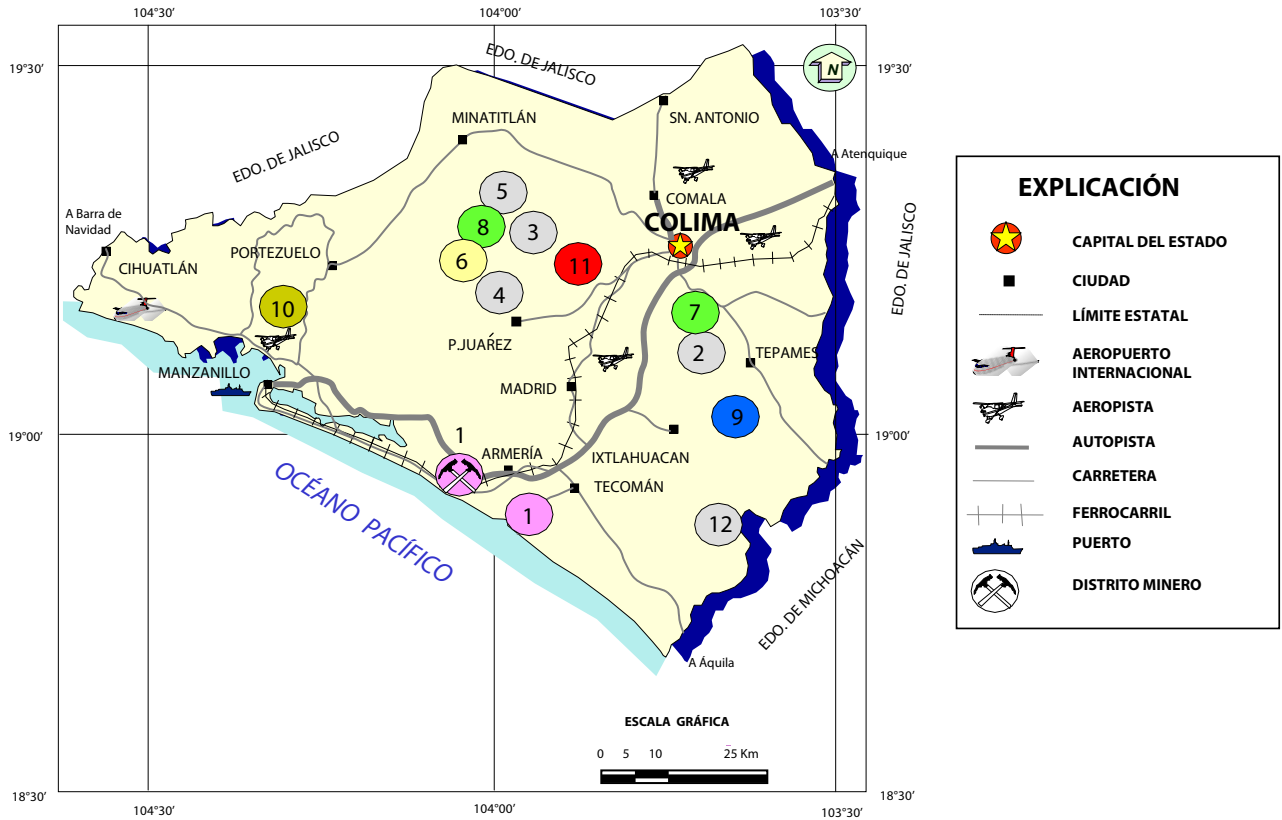 104°30’
104°00’
103°30’
19°30’
19°30’
EDO. DE JALISCO
N
MINATITLÁN
SN. ANTONIO
EDO. DE JALISCO
A Atenquique
5
COMALA
A Barra de
Navidad
8
3
COLIMA
EDO. DE JALISCO
PORTEZUELO
CIHUATLÁN
6
11
4
10
7
P.JUAŕEZ
2
TEPAMES
MANZANILLO
MADRID
9
19°00’
19°00’
1
ARMERÍA
IXTLAHUACAN
TECOMÁN
1
12
OCÉANO PACÍFICO
EDO. DE MICHOACÁN
A Áquila
ESCALA GRÁFICA
0 5 10 25 Km
18°30’
18°30’
104°30’
104°00’
103°30’
EXPLICACIÓN
CAPITAL DEL ESTADO
CIUDAD
LÍMITE ESTATAL
AEROPUERTO
INTERNACIONAL
AEROPISTA
AUTOPISTA
CARRETERA
FERROCARRIL
PUERTO
DISTRITO MINERO